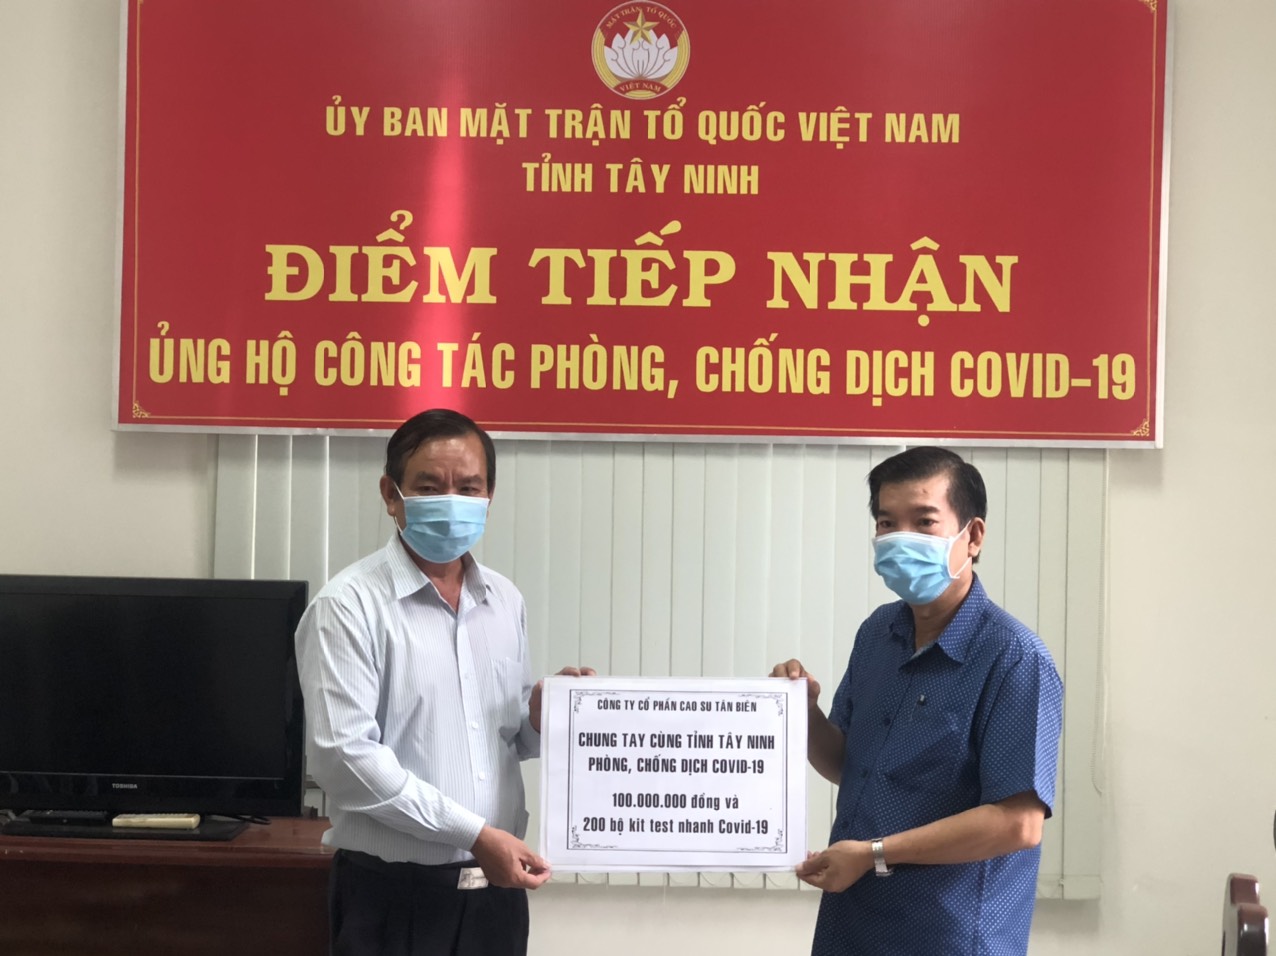 MẶT TRẬN TỔ QUỐC
VIỆT NAM
ỦY BAN MẶT TRẬN TỔ QUỐC VIỆT NAM
TỈNH TÂY NINH
ĐIỂM TIẾP NHẬN
ỦNG HỘ CÔNG TÁC PHÒNG, CHỐNG DỊCH COVID-19
CÔNG TY CỔ PHẦN CAO SU TÂN BIÊN
CHUNG TAY CÙNG TỈNH TÂY NINH
PHÒNG, CHỐNG DỊCH COVID-19
100.000.000 đồng và
200 bộ kit test nhanh Covid-19
TOSHIBA